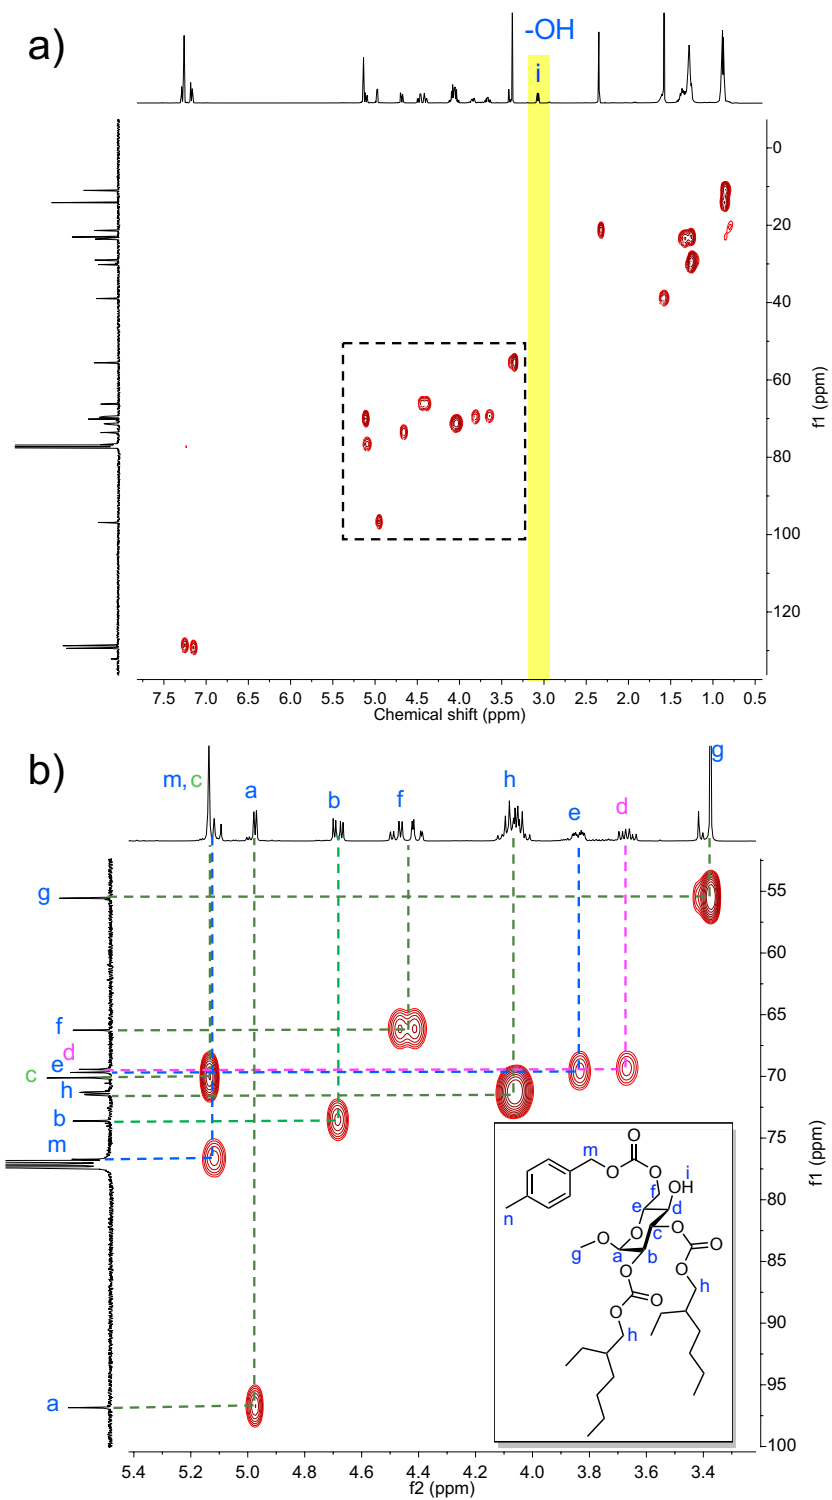 a)
-OH
i
0
20
40
60
80
100
120
f1 (ppm)
7.5 7.0 6.5 6.0 5.5 5.0 4.5 4.0 3.5 3.0 2.5 2.0 1.5 1.0 0.5
Chemical shift (ppm)
b)
m, c
a
b
f
h
e
d
g
g
f
d
e
c
h
b
m
a
55
60
65
70
75
80
85
90
95
100
f1 (ppm)
m
O
O
O
i
OH
f
n
e
d
O
c
O
O
O
g
a
b
O
O
O
h
O
h
5.4 5.2 5.0 4.8 4.6 4.4 4.2 4.0 3.8 3.6 3.4
f2 (ppm)